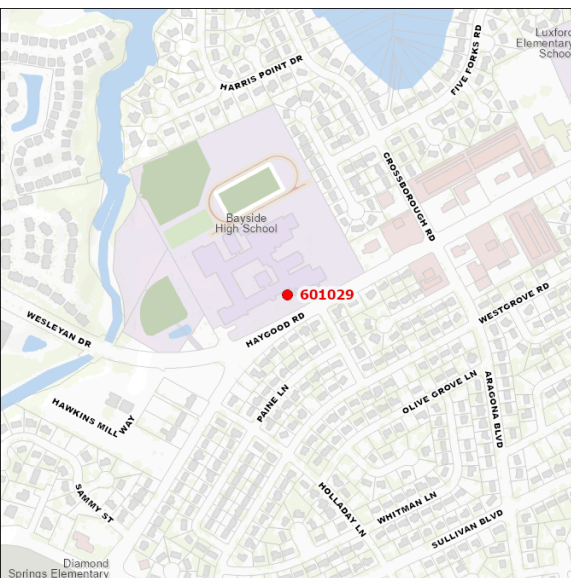 Luxford
Elementary
School
FIVE FORKS RD
HARRIS POINT DR
CROSSBOROUGH RD
Bayside
High School
601029
WESTGROVE RD
HAYGOOD RD
WESLEYAN DR
OLIVE GROVE LN
ARAGONA BLVD
PAINE LN
HAWKINS MILL WAY
SAMMY ST
HOLLADAY LN
WHITMAN LN
SULLIVAN BLVD
Diamond
Springs Elementary